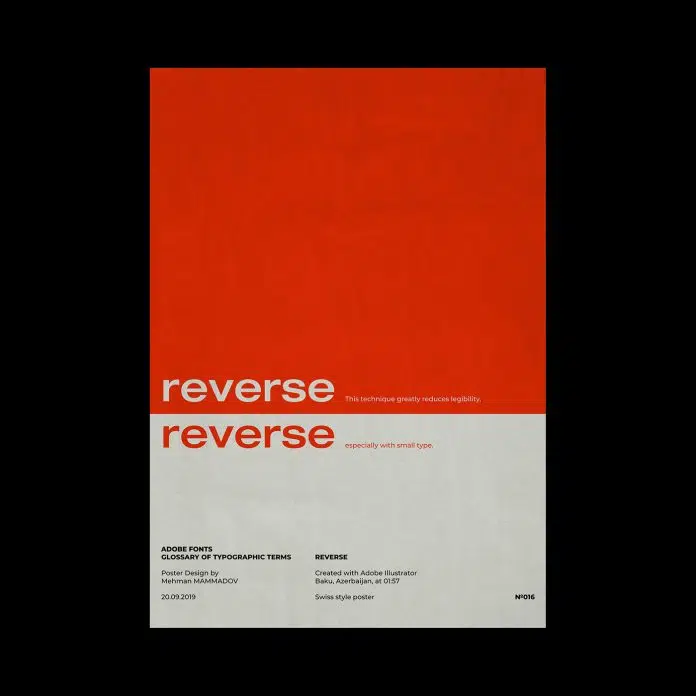 reverse This technique greatly reduces legibility,
reverse especially with small type.
ADOBE FONTS
GLOSSARY OF TYPOGRAPHIC TERMS
Poster Design by
Mehman MAMMADOV
20.09.2019
REVERSE
Created with Adobe Illustrator
Baku, Azerbaijan, at 01:57
Swiss style poster
№016